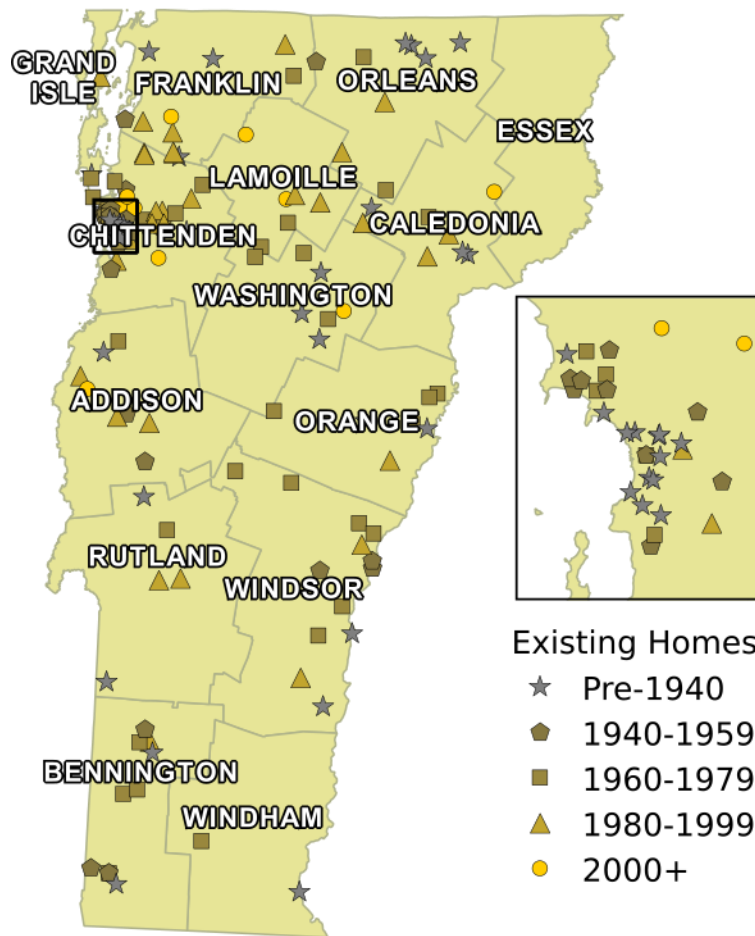 GRAND
ISLE
FRANKLIN
ORLEANS
ESSEX
LAMOILLE
CALEDONIA
CHITTENDEN
WASHINGTON
ADDISON
ORANGE
RUTLAND
WINDSOR
BENNINGTON
WINDHAM
Existing Homes
Pre-1940
1940-1959
1960-1979
1980-1999
2000+